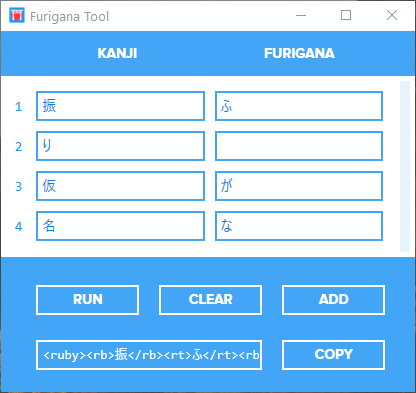 Furigana Tool
KANJI FURIGANA
1 振 ふ
2 り
3 仮 が
4 名 な
RUN CLEAR ADD
<ruby><rb>振</rb><rt>ふ</rt><rb COPY